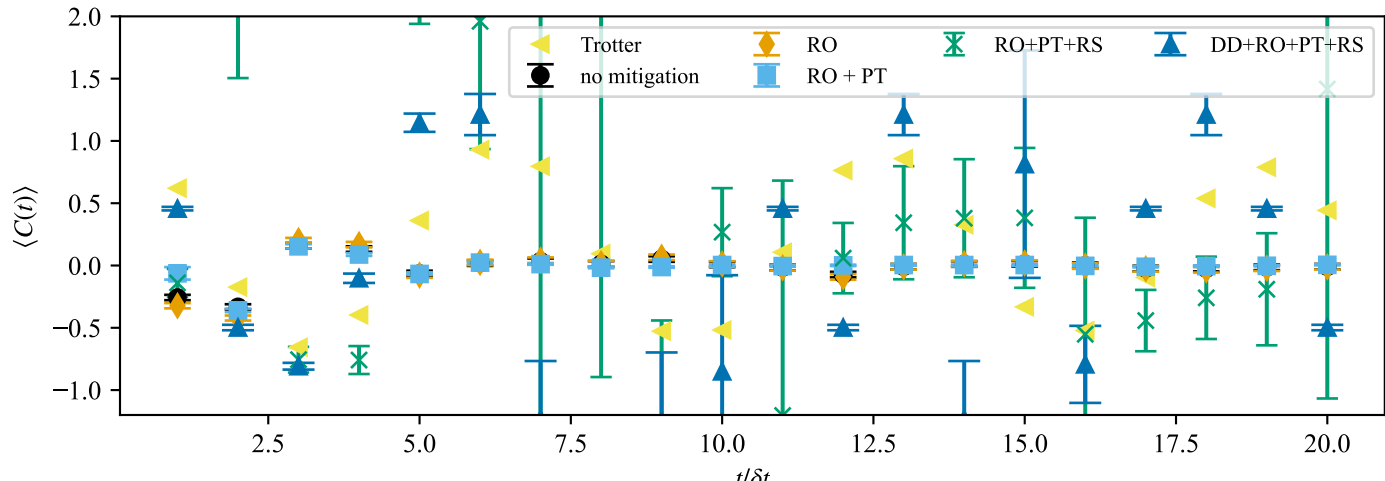 2.0
1.5
1.0
0.5
0.0
−0.5
−1.0
⟨C(t)⟩
Trotter
no mitigation
RO
RO + PT
RO+PT+RS
DD+RO+PT+RS
2.5 5.0 7.5 10.0 12.5 15.0 17.5 20.0
t/δt